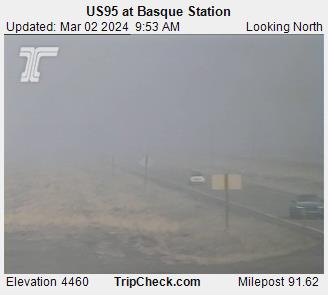 US95 at Basque Station
Updated: Mar 02 2024 9:53 AM Looking North
Elevation 4460 TripCheck.com Milepost 91.62